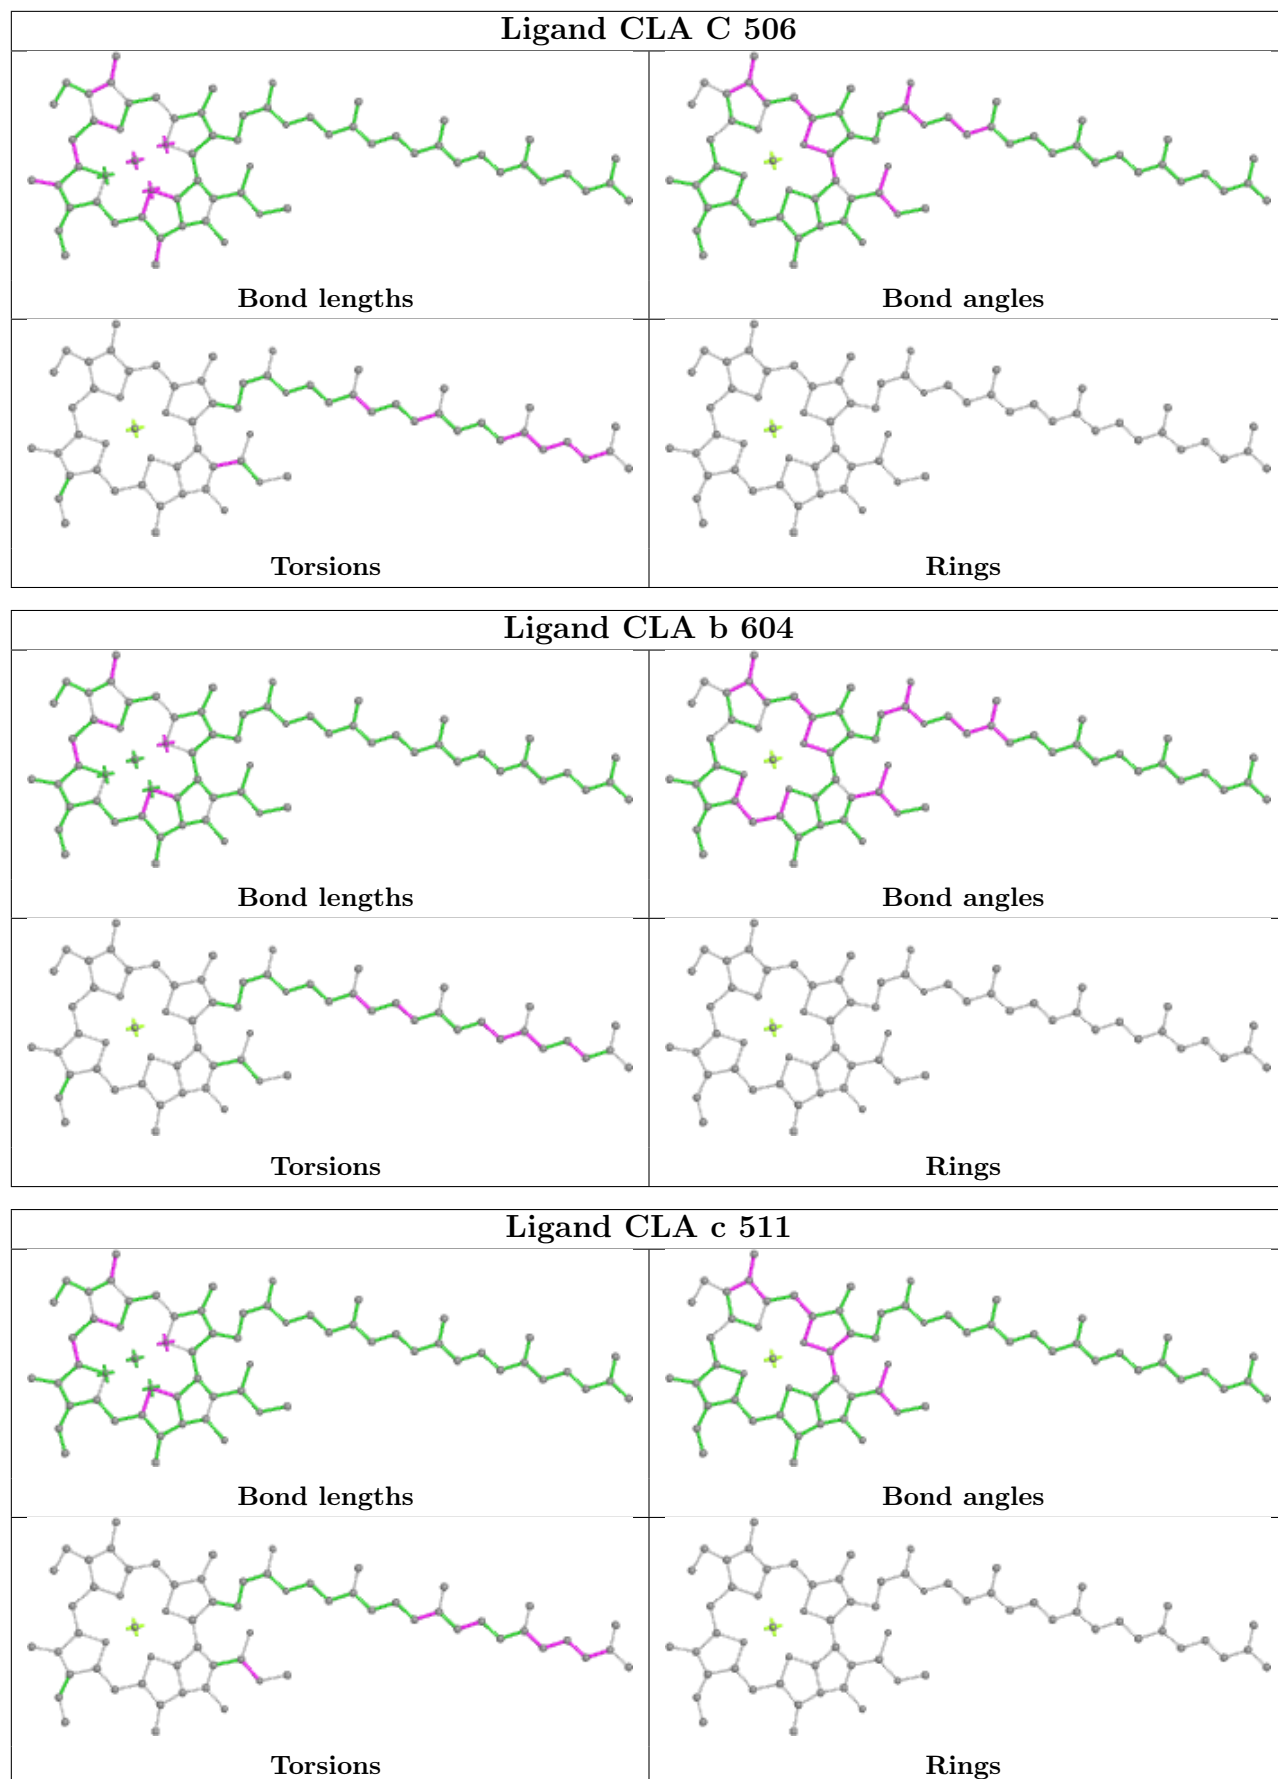 Ligand CLA C 506
Bond lengths
Bond angles
Torsions
Rings
Ligand CLA b 604
Bond lengths
Bond angles
Torsions
Rings
Ligand CLA c 511
Bond lengths
Bond angles
Torsions
Rings